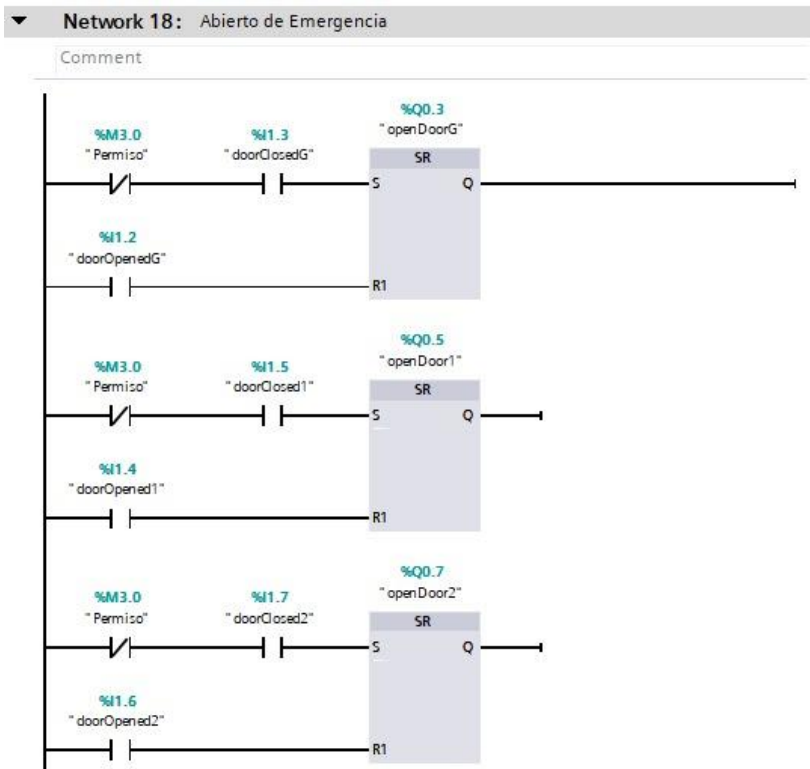 Network 18: Abierto de Emergencia
Comment
%Q0.3
"openDoorG"
%M3.0 %I1.3
"Permiso" "doorClosedG" SR
S Q
%I1.2
"doorOpenedG"
R1
%Q0.5
"openDoor1"
%M3.0 %I1.5
"Permiso" "doorClosed1" SR
S Q
%I1.4
"doorOpened1"
R1
%Q0.7
"openDoor2"
%M3.0 %I1.7
"Permiso" "doorClosed2" SR
S Q
%I1.6
"doorOpened2"
R1